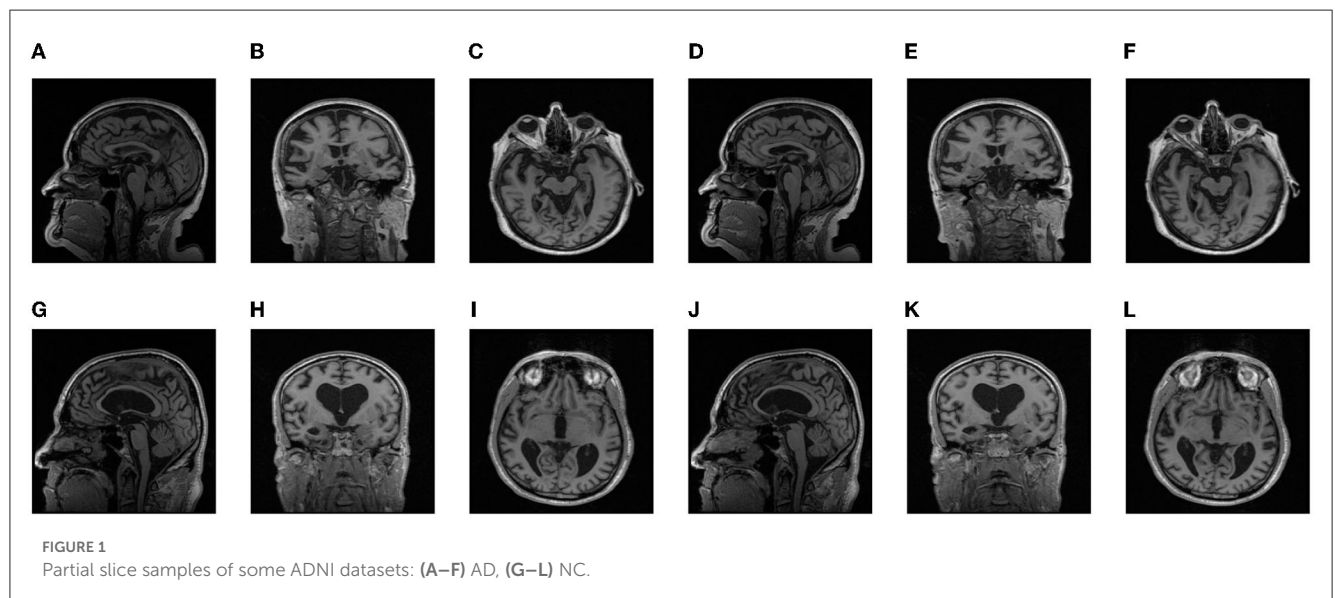 A B C D E F
G H I J K L
FIGURE 1
Partial slice samples of some ADNI datasets: (A–F) AD, (G–L) NC.